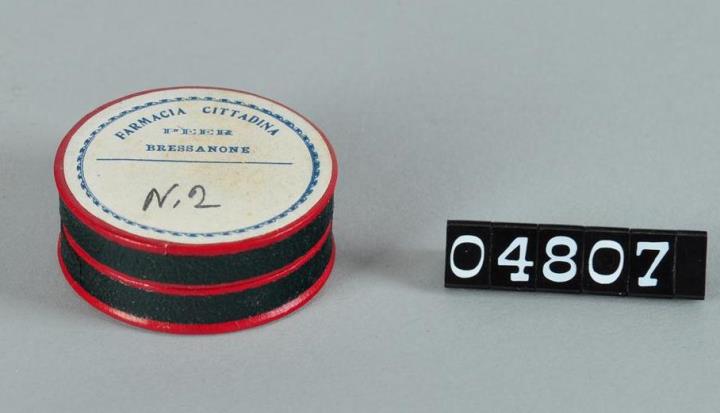 FARMACIA CITTADINA
PEER
BRESSANONE
N.2
04807